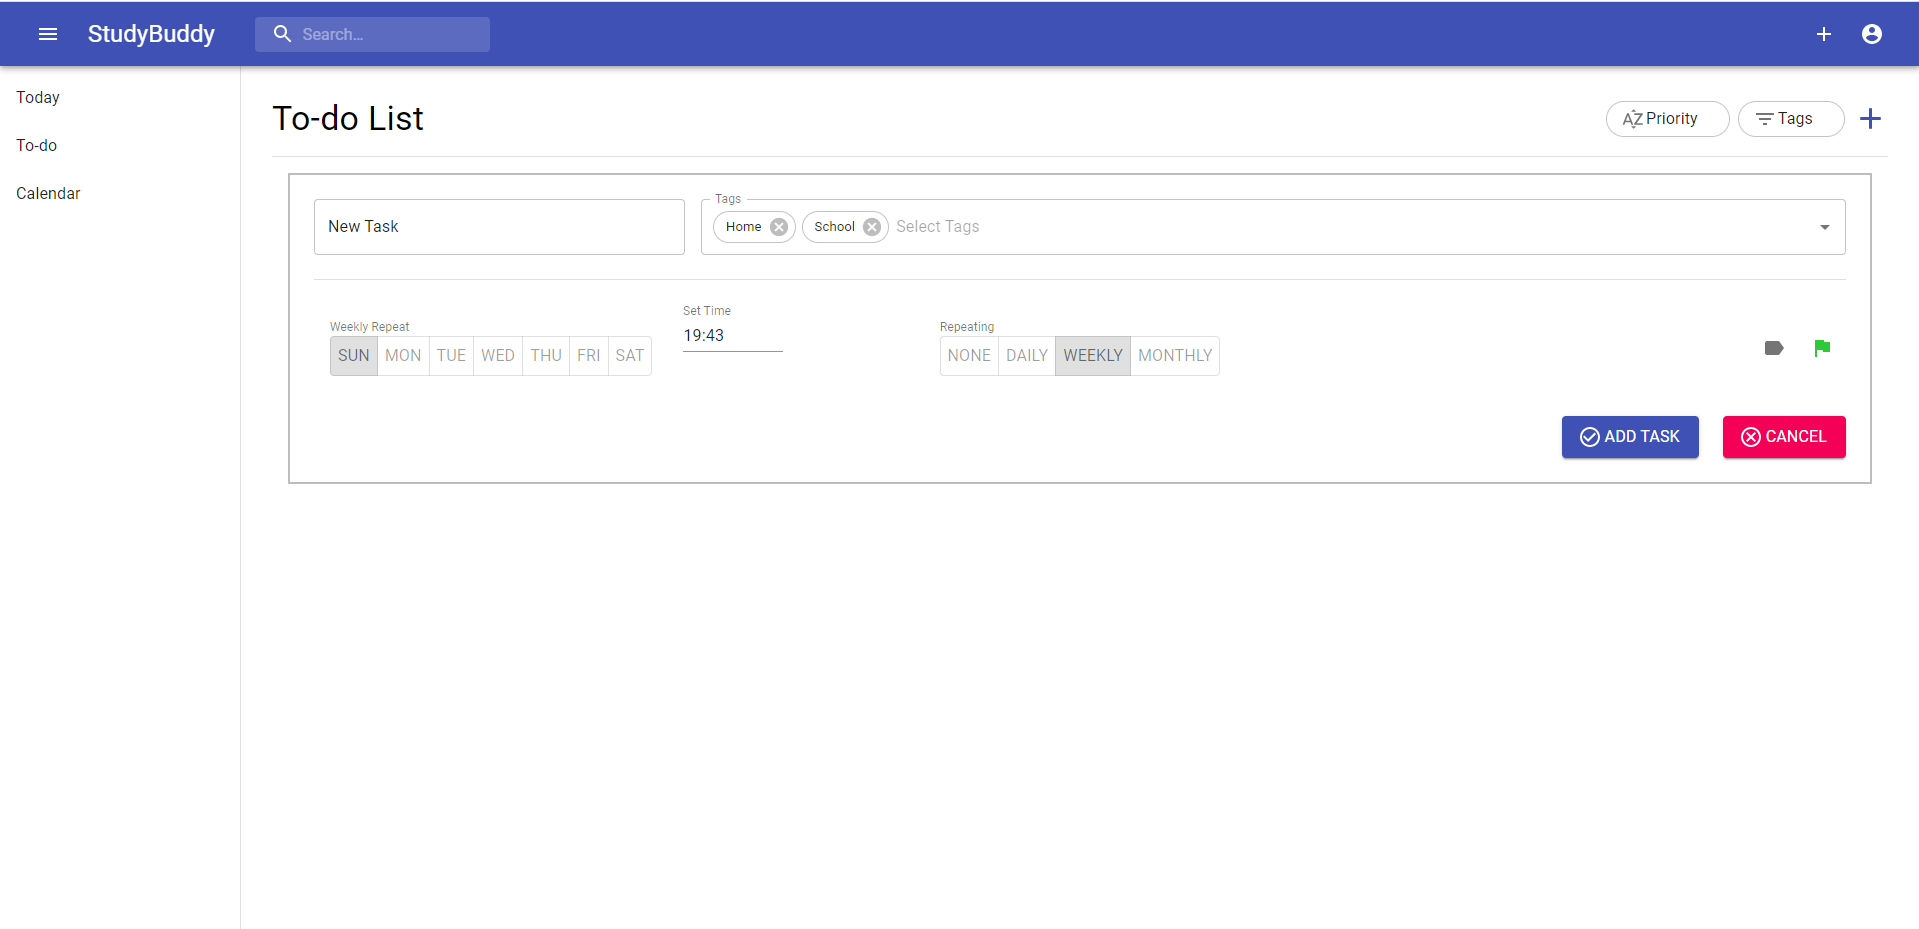 StudyBuddy
Search...
Today
To-do
Calendar
To-do List
Priority
Tags
Tags
New Task
Home
School
Select Tags
Weekly Repeat
SUN MON TUE WED THU FRI SAT
Set Time
19:43
Repeating
NONE DAILY WEEKLY MONTHLY
ADD TASK
CANCEL